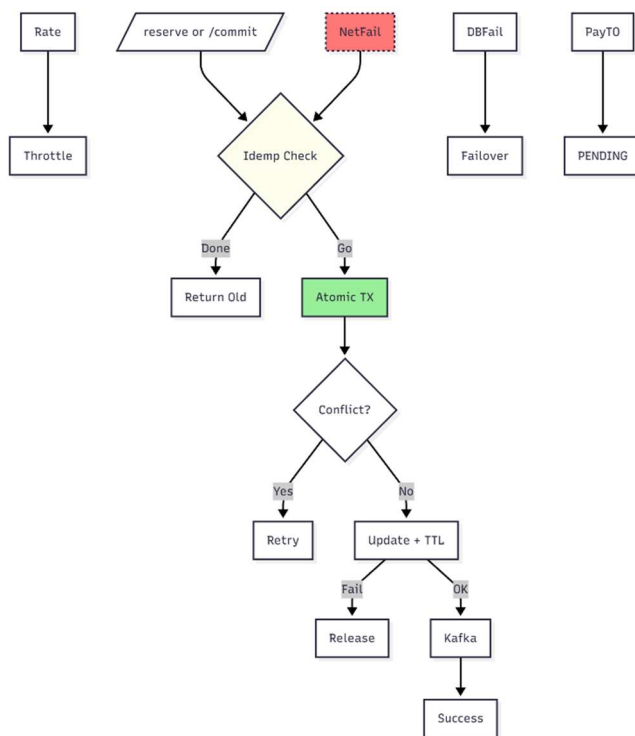 Rate
reserve or /commit
NetFail
DBFail
PayTO
Throttle
Idemp Check
Failover
PENDING
Done
Go
Return Old
Atomic TX
Conflict?
Yes
No
Retry
Update + TTL
Fail
OK
Release
Kafka
Success